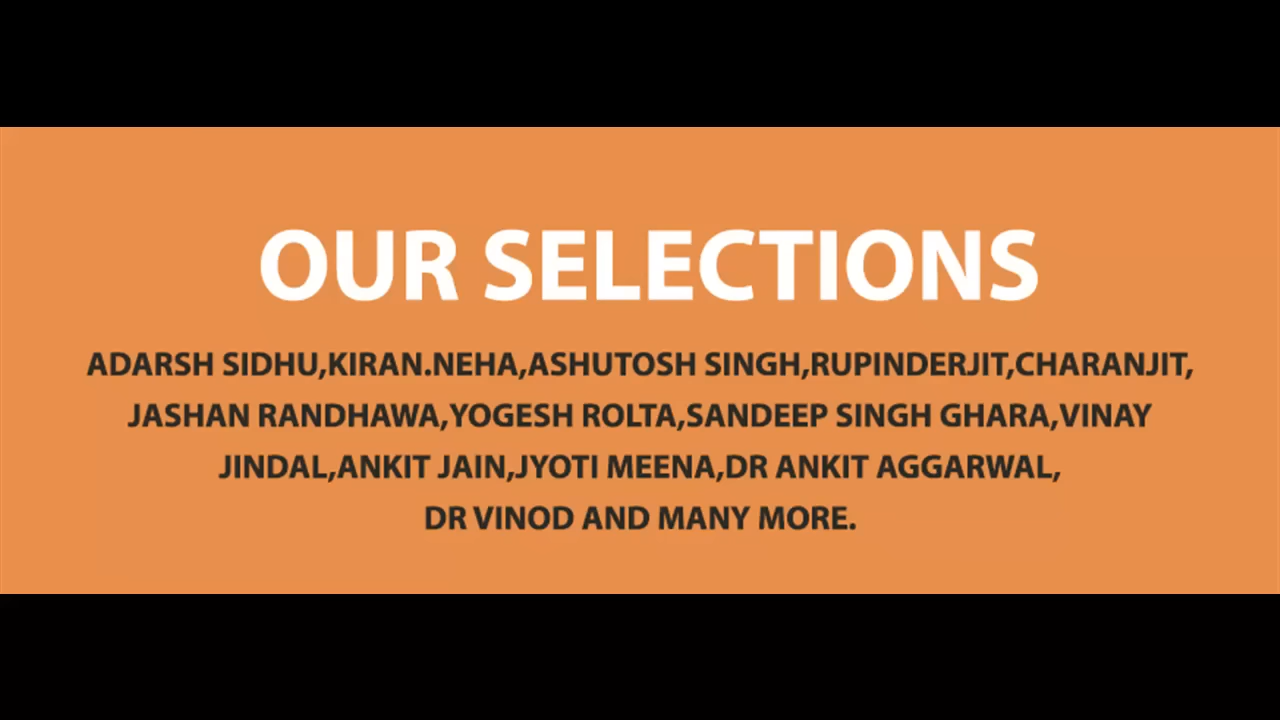 OUR SELECTIONS
ADARSH SIDHU,KIRAN.NEHA,ASHUTOSH SINGH,RUPINDERJIT,CHARANJIT,
JASHAN RANDHAWA,YOGESH ROLTA,SANDEEP SINGH GHARA,VINAY
JINDAL,ANKIT JAIN,JYOTI MEENA,DR ANKIT AGGARWAL,
DR VINOD AND MANY MORE.